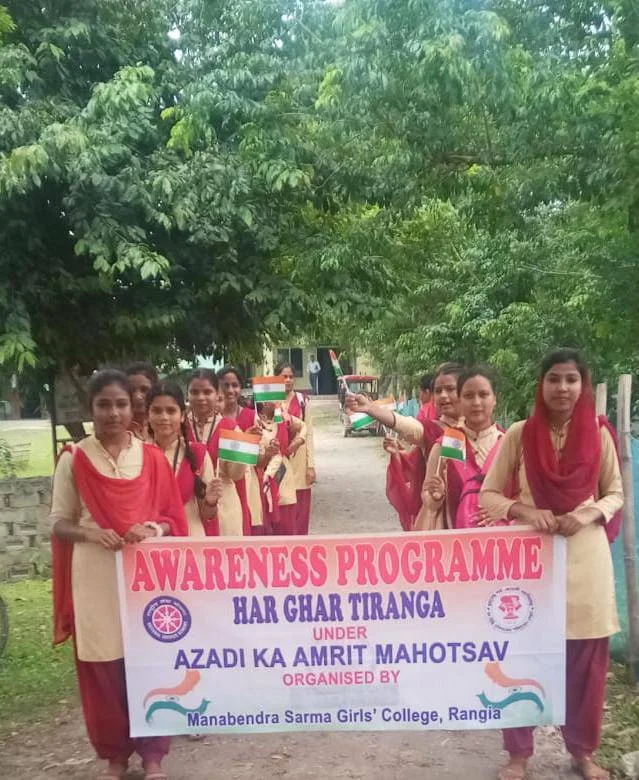 AWARENESS PROGRAMME
HAR GHAR TIRANGA
UNDER
AZADI KA AMRIT MAHOTSAV
ORGANISED BY
Manabendra Sarma Girls' College, Rangia